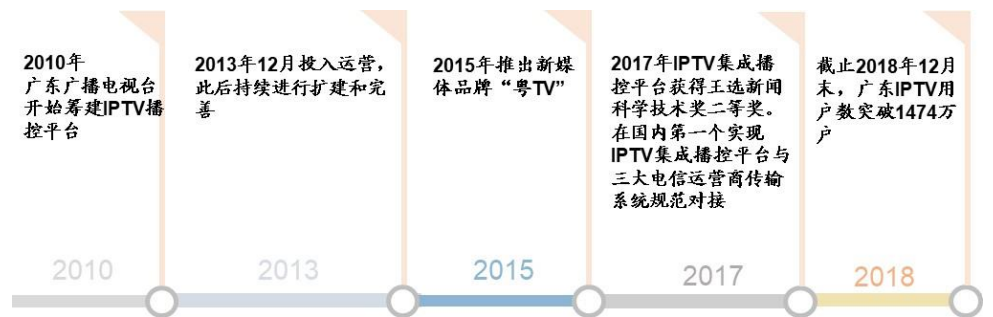 2010年
广东广播电视台
开始筹建IPTV播
控平台
2013年12月投入运营，
此后持续进行扩建和完
善
2015年推出新媒
体品牌“粤TV”
2017年IPTV集成播
控平台获得王选新闻
科学技术奖二等奖。
在国内第一个实现
IPTV集成播控平台与
三大电信运营商传输
系统规范对接
截止2018年12月
末，广东IPTV用
户数突破1474万
户
2010
2013
2015
2017
2018